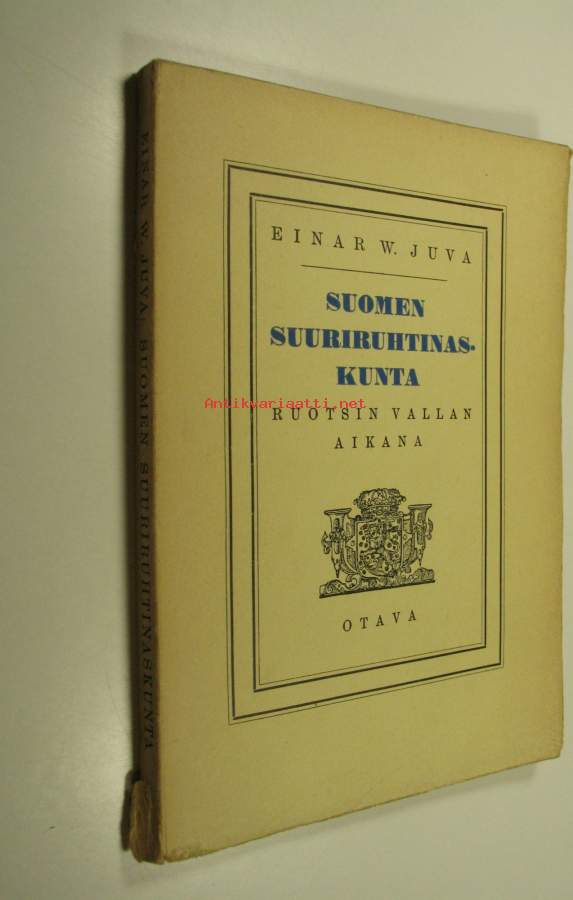 EINAR W. JUVA
SUOMEN
SUURIRUHTINAS-
KUNTA
Antikvariaatti.net
RUOTSIN VALLAN
AIKANA
OTAVA
EINAR W. JUVA: SUOMEN SUURIRUHTINASKUNTA